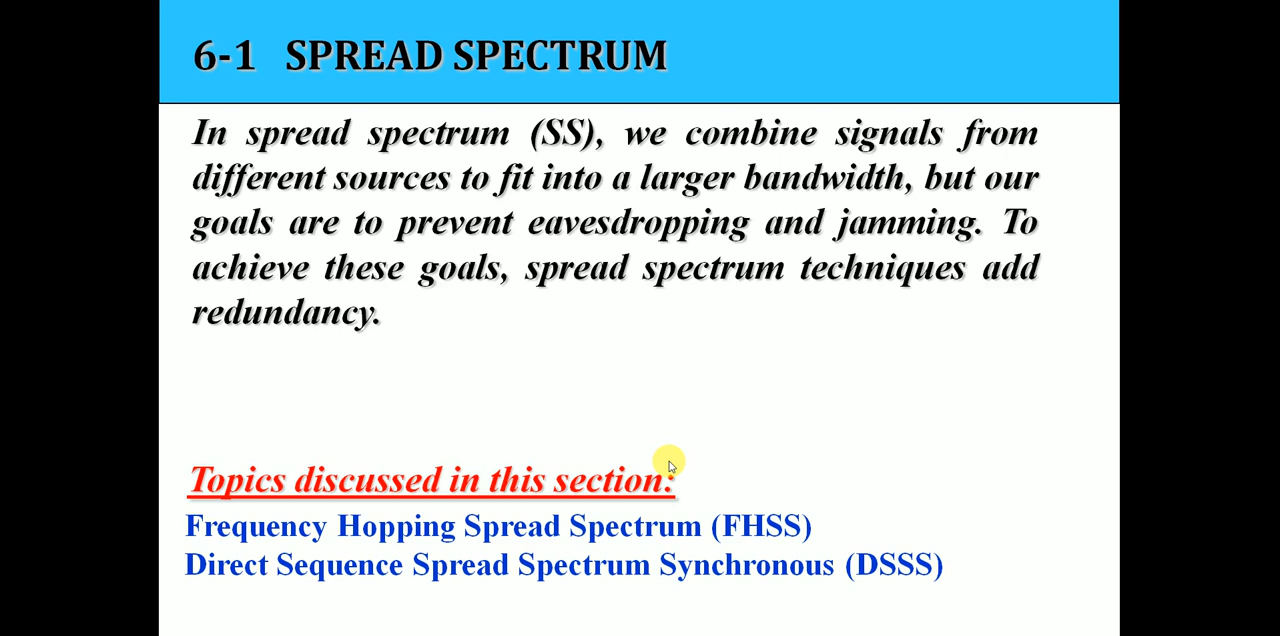 6-1 SPREAD SPECTRUM
In spread spectrum (SS), we combine signals from
different sources to fit into a larger bandwidth, but our
goals are to prevent eavesdropping and jamming. To
achieve these goals, spread spectrum techniques add
redundancy.
Topics discussed in this section:
Frequency Hopping Spread Spectrum (FHSS)
Direct Sequence Spread Spectrum Synchronous (DSSS)